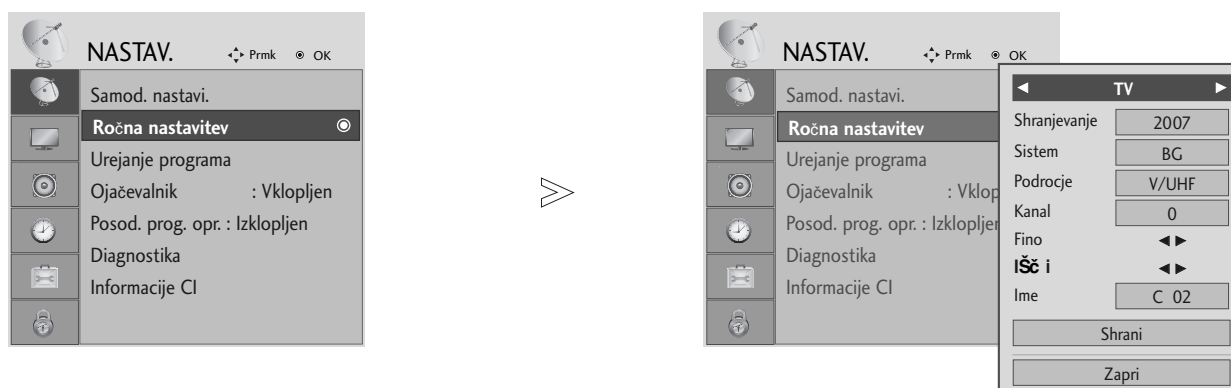 NASTAV. Prmk OK
Samod. nastavi.
Ročna nastavitev
Urejanje programa
Ojačevalnik : Vklopljen
Posod. prog. opr. : Izklopljen
Diagnostika
Informacije CI
NASTAV. Prmk OK
Samod. nastavi.
Ročna nastavitev
Urejanje programa
Ojačevalnik : Vklop
Posod. prog. opr. : Izklopljen
Diagnostika
Informacije CI
◄ TV ►
Shranjevanje 2007
Sistem BG
Podrocje V/UHF
Kanal 0
Fino ◄ ►
IŠč i ◄ ►
Ime C 02
Shrani
Zapri